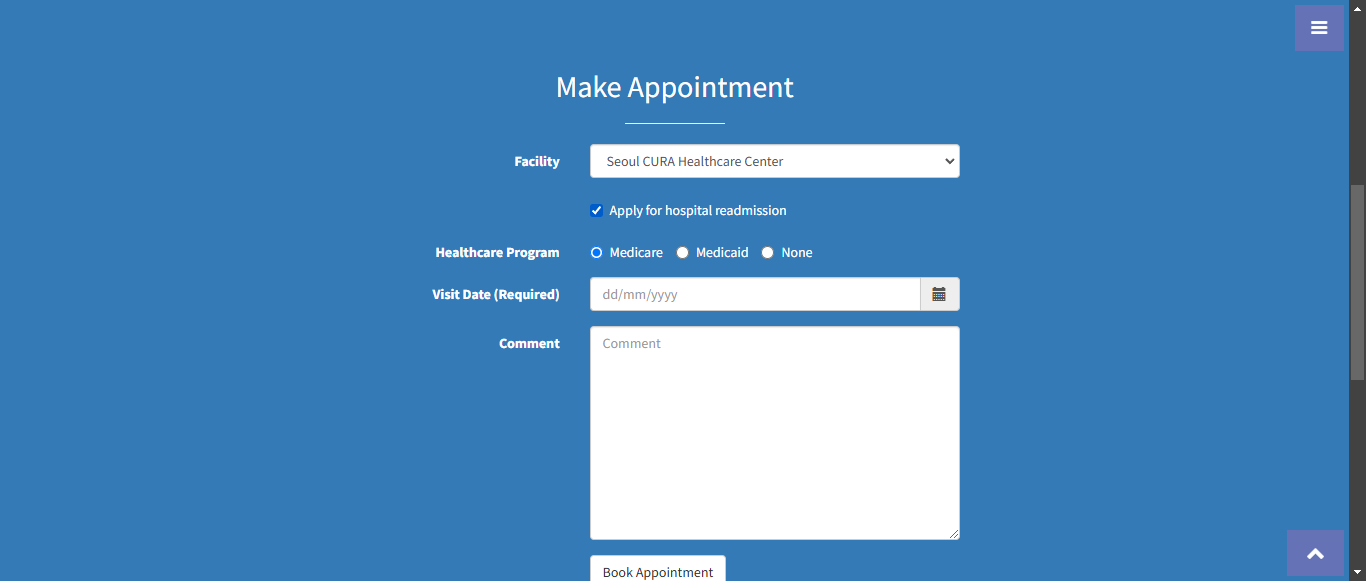 Make Appointment
Facility
Seoul CURA Healthcare Center
Apply for hospital readmission
Healthcare Program
Medicare
Medicaid
None
Visit Date (Required)
dd/mm/yyyy
Comment
Comment
Book Appointment